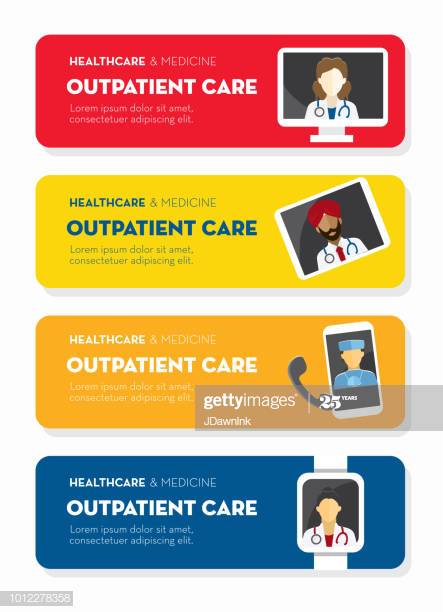 HEALTHCARE & MEDICINE
OUTPATIENT CARE
Lorem ipsum dolor sit amet,
consectetuer adipiscing elit.
HEALTHCARE & MEDICINE
OUTPATIENT CARE
Lorem ipsum dolor sit amet,
consectetuer adipiscing elit.
HEALTHCARE & MEDICINE
OUTPATIENT CARE
Lorem ipsum dolor sit amet,
consectetuer adipiscing elit.
gettyimages | 25 YEARS
JDawnInk
HEALTHCARE & MEDICINE
OUTPATIENT CARE
Lorem ipsum dolor sit amet,
consectetuer adipiscing elit.
1012278358